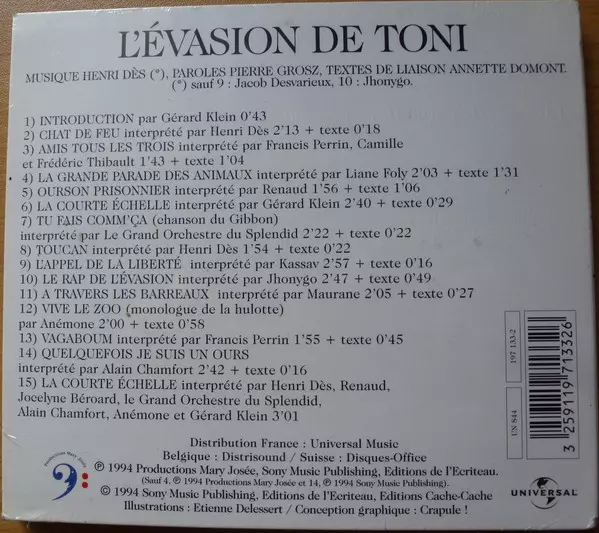 L'ÉVASION DE TONI
MUSIQUE HENRI DÈS (*), PAROLES PIERRE GROSZ, TEXTES DE LIAISON ANNETTE DOMONT.
(*) sauf 9 : Jacob Desvarieux, 10 : Jhonygo.
1) INTRODUCTION par Gérard Klein 0'43
2) CHAT DE FEU interprété par Henri Dès 2'13 + texte 0'18
3) AMIS TOUS LES TROIS interprété par Francis Perrin, Camille
et Frédéric Thibault 1'43 + texte 1'04
4) LA GRANDE PARADE DES ANIMAUX interprété par Liane Foly 2'03 + texte 1'31
5) OURSON PRISONNIER interprété par Renaud 1'56 + texte 1'06
6) LA COURTE ÉCHELLE interprété par Gérard Klein 2'40 + texte 0'29
7) TU FAIS COMM'ÇA (chanson du Gibbon)
interprété par Le Grand Orchestre du Splendid 2'22 + texte 0'22
8) TOUCAN interprété par Henri Dès 1'54 + texte 0'22
9) L'APPEL DE LA LIBERTÉ interprété par Kassav 2'57 + texte 0'16
10) LE RAP DE L'ÉVASION interprété par Jhonygo 2'47 + texte 0'49
11) A TRAVERS LES BARREAUX interprété par Maurane 2'05 + texte 0'27
12) VIVE LE ZOO (monologue de la hulotte)
par Anémone 2'00 + texte 0'58
13) VAGABOUM interprété par Francis Perrin 1'55 + texte 0'45
14) QUELQUEFOIS JE SUIS UN OURS
interprété par Alain Chamfort 2'42 + texte 0'16
15) LA COURTE ÉCHELLE interprété par Henri Dès, Renaud,
Jocelyne Béroard, le Grand Orchestre du Splendid,
Alain Chamfort, Anémone et Gérard Klein 3'01
197 133-2
UN 844
3 259119 713326
Distribution France : Universal Music
Belgique : Distrisound / Suisse : Disques-Office
℗ 1994 Productions Mary Josée, Sony Music Publishing, Editions de l'Ecriteau.
(Sauf 4, ℗ 1994 Productions Mary Josée et 14, ℗ 1994 Sony Music Publishing).
© 1994 Sony Music Publishing, Editions de l'Ecriteau, Editions Cache-Cache
Illustrations : Etienne Delessert / Conception graphique : Crapule !
Productions Mary Josée
UNIVERSAL